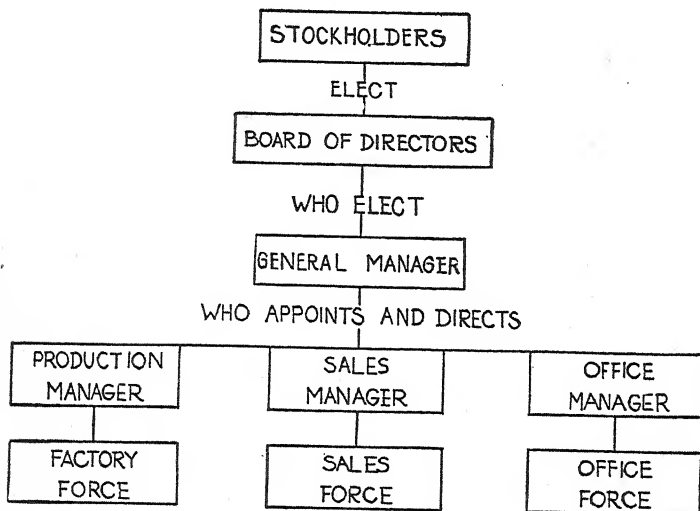 STOCKHOLDERS
ELECT
BOARD OF DIRECTORS
WHO ELECT
GENERAL MANAGER
WHO APPOINTS AND DIRECTS
PRODUCTION
MANAGER
SALES
MANAGER
OFFICE
MANAGER
FACTORY
FORCE
SALES
FORCE
OFFICE
FORCE